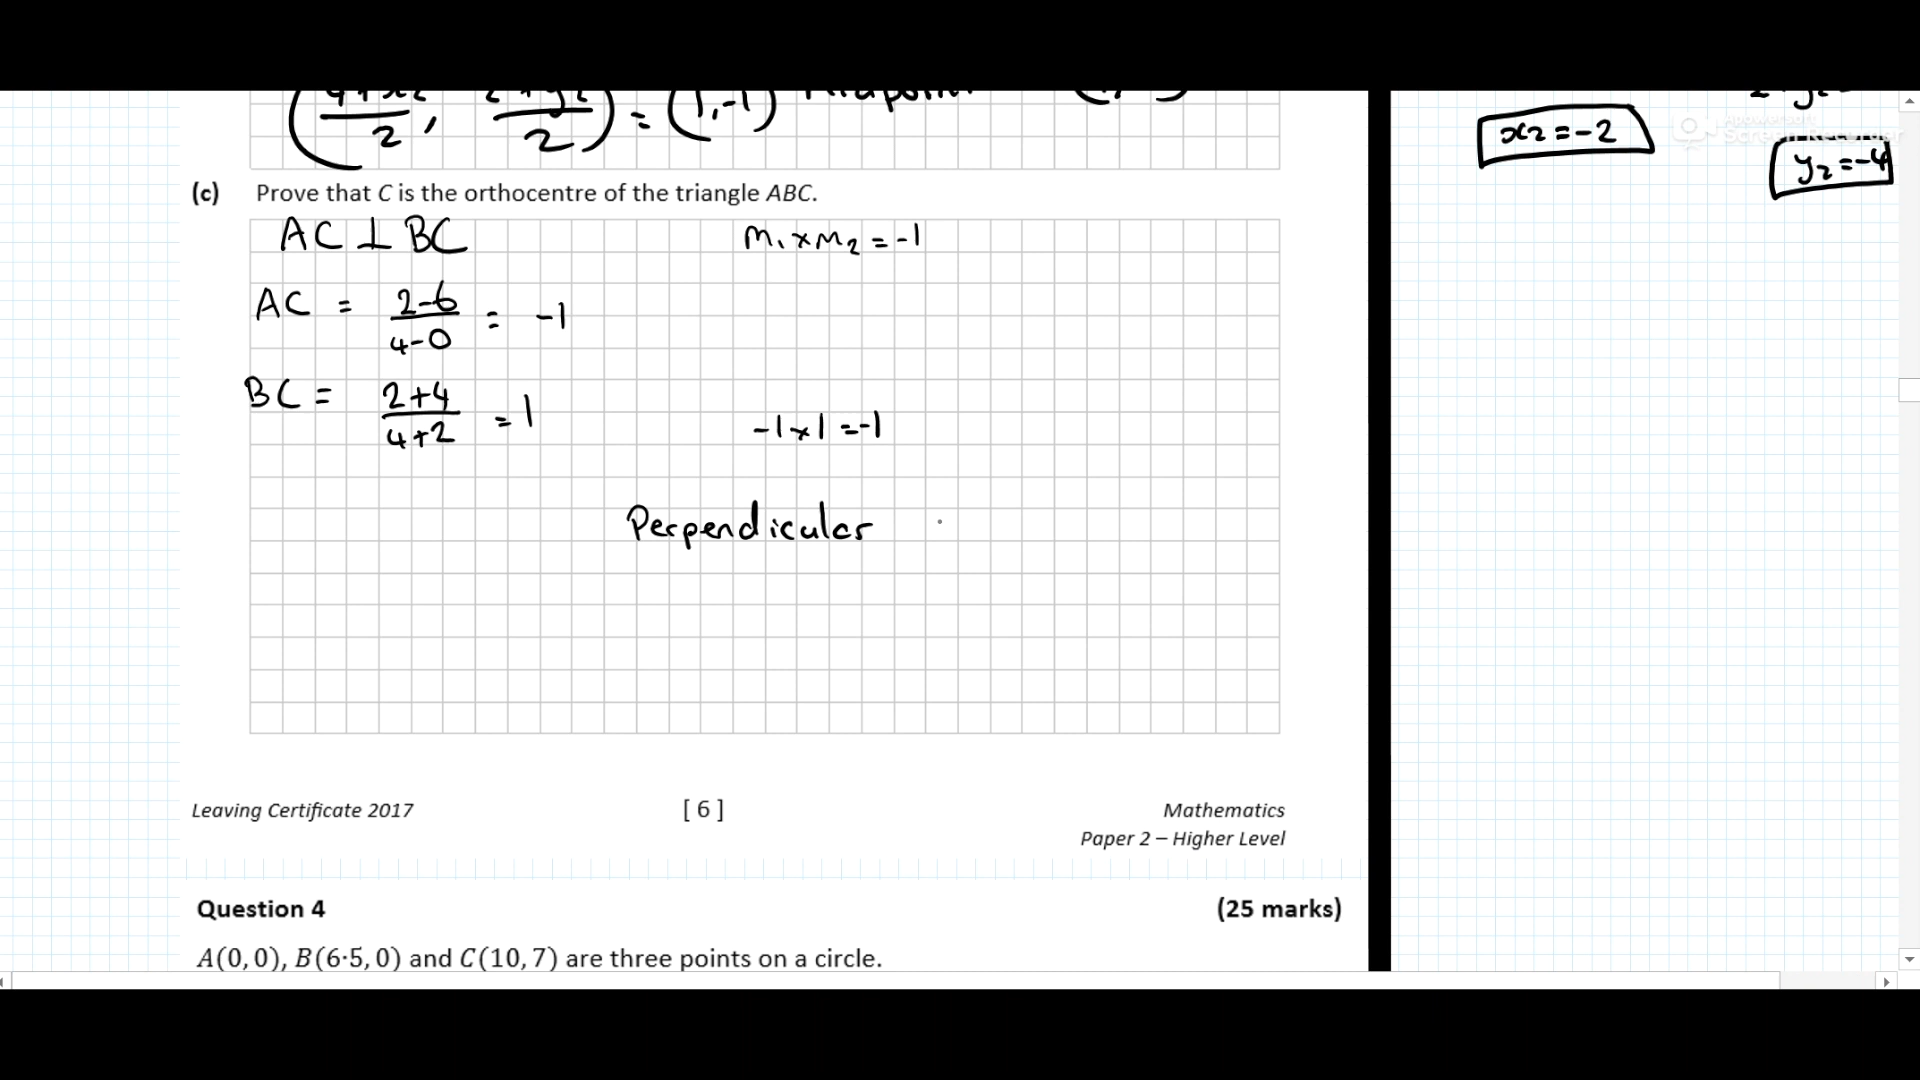 2 , 2 = (1,-1)
x2 = -2
Apowersoft
Screen Recorder
y2 = -4
(c) Prove that C is the orthocentre of the triangle ABC.
AC ⊥ BC m1 × m2 = -1
AC = 2-6 / 4-0 = -1
BC = 2+4 / 4+2 = 1 -1 × 1 = -1
Perpendicular
Leaving Certificate 2017 [ 6 ] Mathematics
Paper 2 – Higher Level
Question 4 (25 marks)
A(0, 0), B(6·5, 0) and C(10, 7) are three points on a circle.